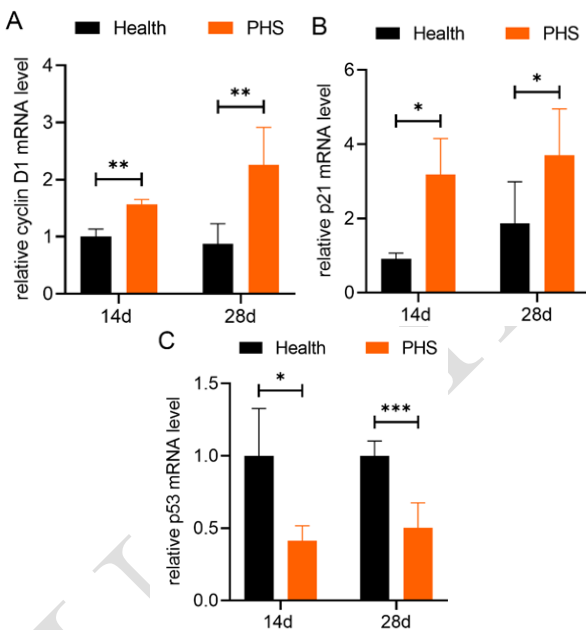 A
Health PHS
relative cyclin D1 mRNA level
4
3
2
1
0
**
**
14d 28d
B
Health PHS
relative p21 mRNA level
6
4
2
0
*
*
14d 28d
C
Health PHS
relative p53 mRNA level
1.5
1.0
0.5
0.0
*
***
14d 28d